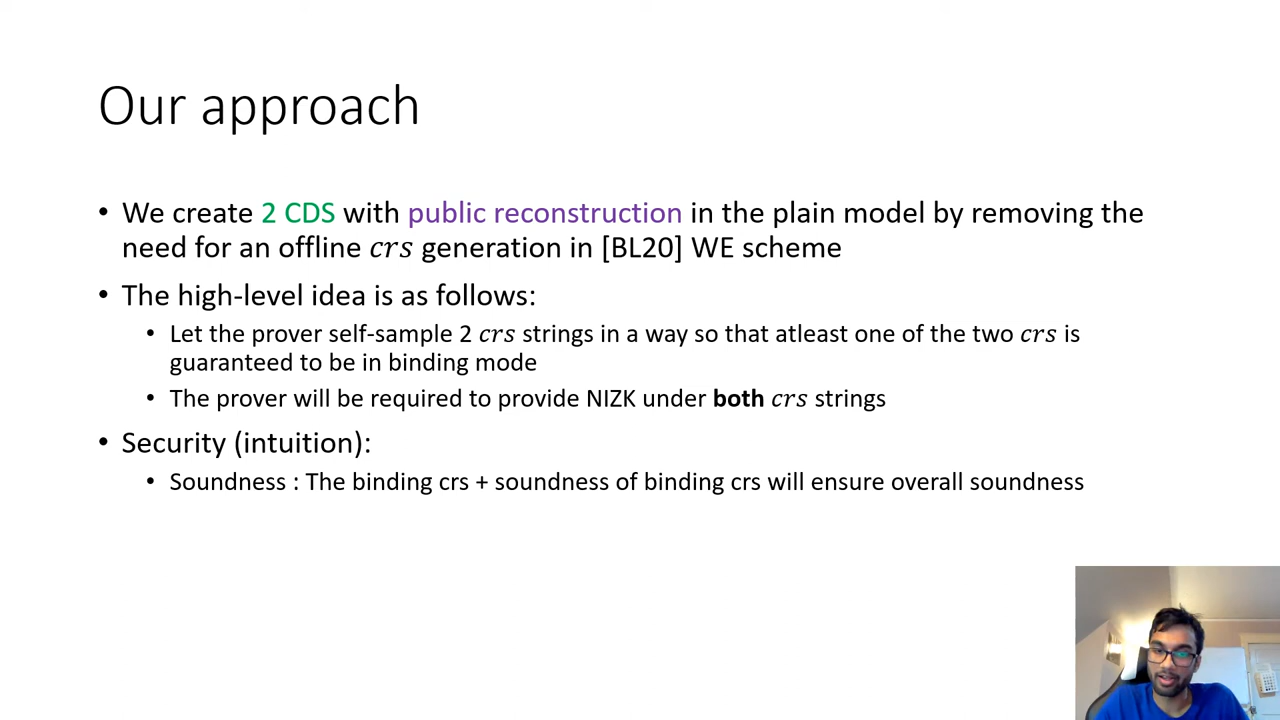 Our approach
• We create 2 CDS with public reconstruction in the plain model by removing the
need for an offline crs generation in [BL20] WE scheme
• The high-level idea is as follows:
• Let the prover self-sample 2 crs strings in a way so that atleast one of the two crs is
guaranteed to be in binding mode
• The prover will be required to provide NIZK under both crs strings
• Security (intuition):
• Soundness : The binding crs + soundness of binding crs will ensure overall soundness